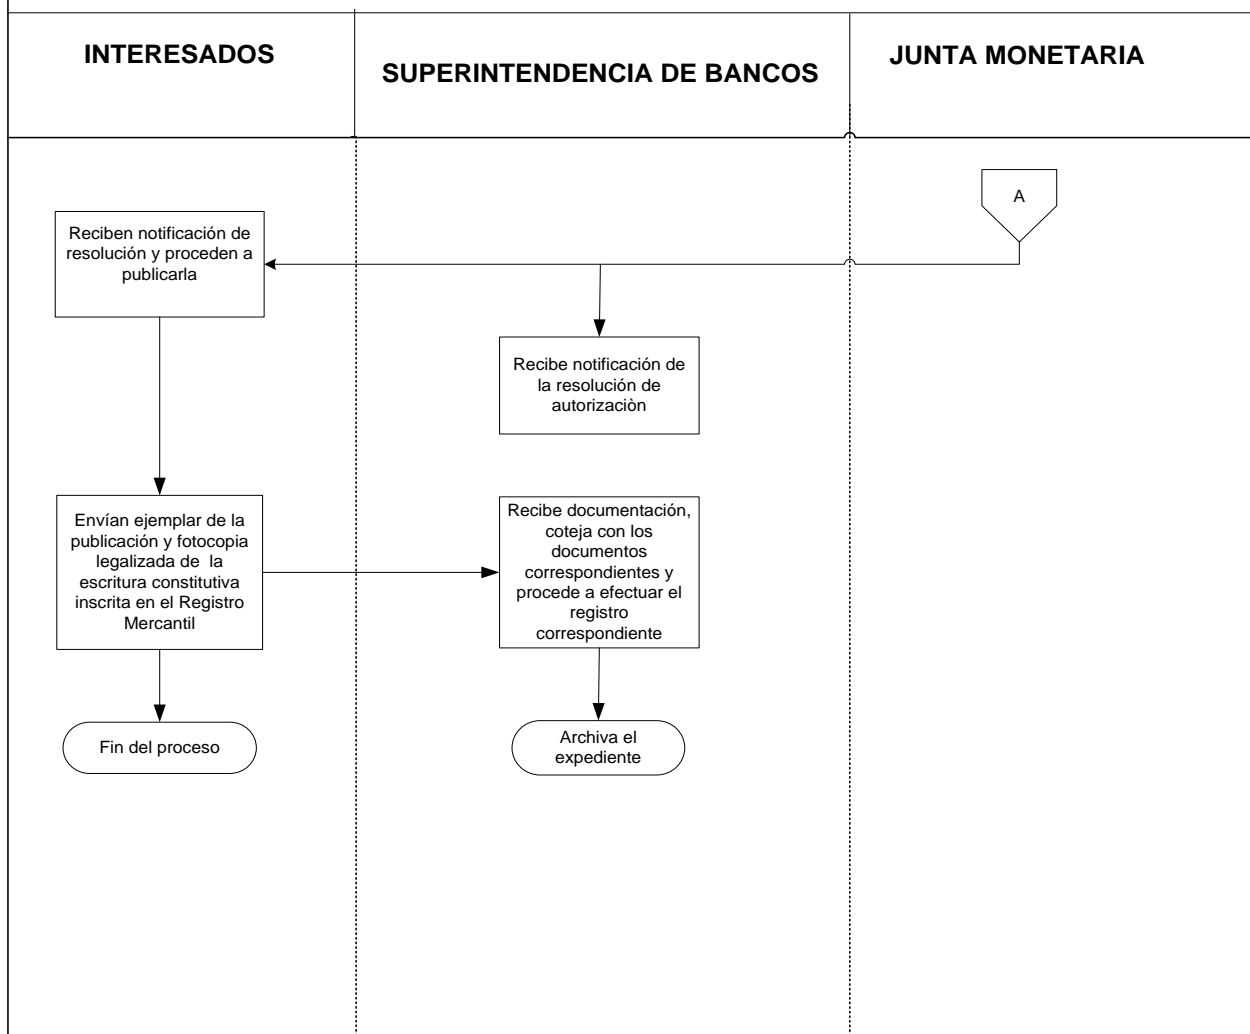 INTERESADOS
SUPERINTENDENCIA DE BANCOS
JUNTA MONETARIA
A
Reciben notificación de
resolución y proceden a
publicarla
Recibe notificación de
la resolución de
autorizaciòn
Envían ejemplar de la
publicación y fotocopia
legalizada de  la
escritura constitutiva
inscrita en el Registro
Mercantil
Recibe documentación,
coteja con los
documentos
correspondientes y
procede a efectuar el
registro
correspondiente
Fin del proceso
Archiva el
expediente